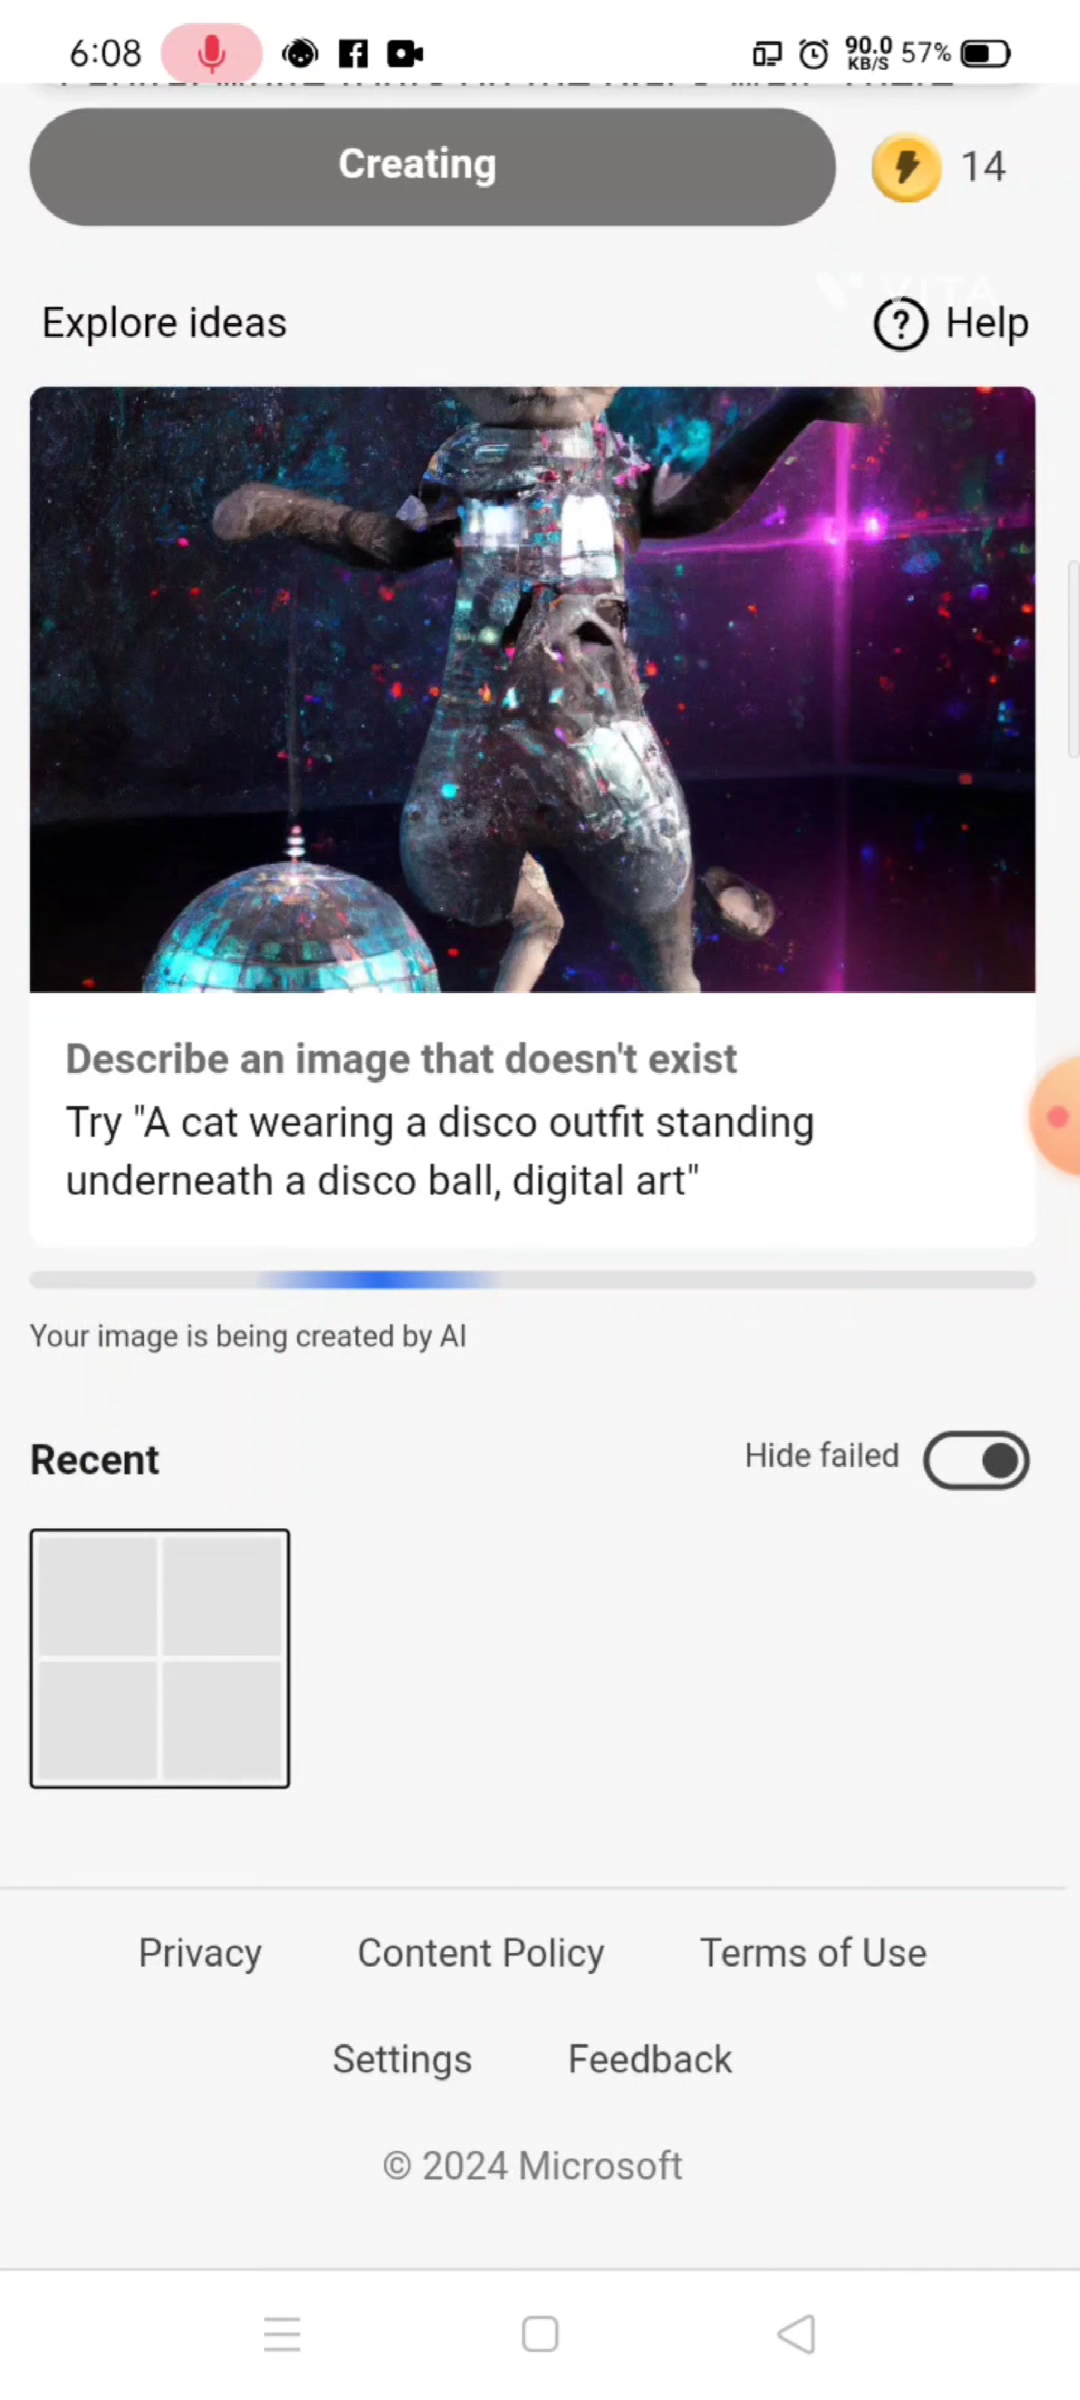 6:08
90.0
KB/S
57%
Creating
14
VITA
Explore ideas
Help
Describe an image that doesn't exist
Try "A cat wearing a disco outfit standing
underneath a disco ball, digital art"
Your image is being created by AI
Recent
Hide failed
Privacy
Content Policy
Terms of Use
Settings
Feedback
© 2024 Microsoft